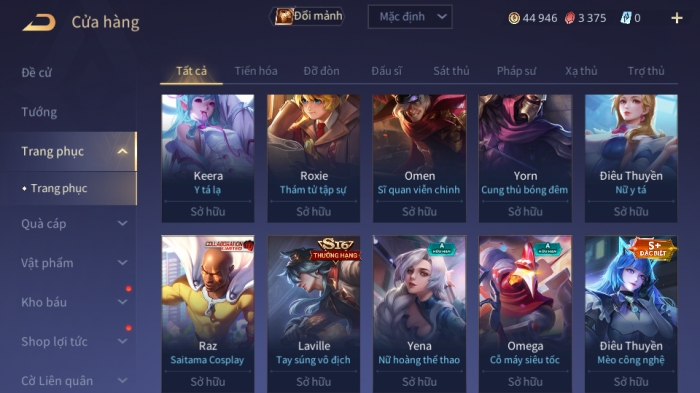 Cửa hàng
Đổi mảnh
Mặc định
44 946
3 375
0
Đề cử
Tướng
Trang phục
Trang phục
Quà cáp
Vật phẩm
Kho báu
Shop lợi tức
Cờ Liên quân
Tất cả
Tiến hóa
Đỡ đòn
Đấu sĩ
Sát thủ
Pháp sư
Xạ thủ
Trợ thủ
Keera
Y tá lạ
Sở hữu
Roxie
Thám tử tập sự
Sở hữu
Omen
Sĩ quan viễn chinh
Sở hữu
Yorn
Cung thủ bóng đêm
Sở hữu
Điêu Thuyền
Nữ y tá
Sở hữu
COLLABORATION
Raz
Saitama Cosplay
Sở hữu
S16
THƯỞNG HẠNG
Laville
Tay súng vô địch
Sở hữu
A
HỮU HẠN
Yena
Nữ hoàng thể thao
Sở hữu
A
HỮU HẠN
Omega
Cỗ máy siêu tốc
Sở hữu
S+
ĐẶC BIỆT
Điêu Thuyền
Mèo công nghệ
Sở hữu